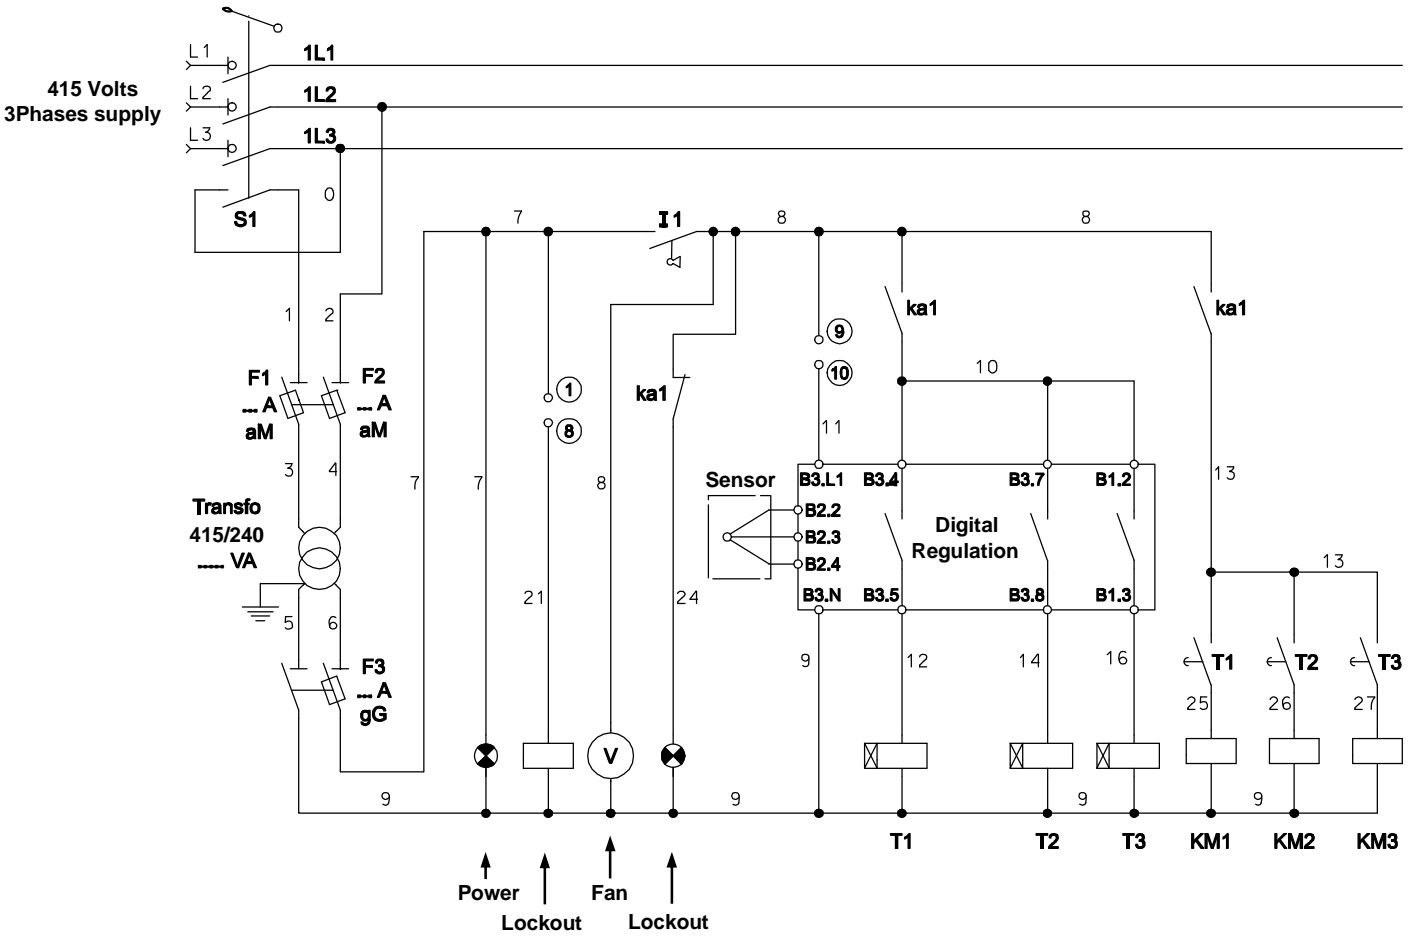 L1
1L1
415 Volts
3Phases supply
L2
1L2
L3
1L3
0
S1
7
I1
8
8
1
2
ka1
ka1
F1
... A
aM
F2
... A
aM
ka1
1
8
9
10
10
11
3
4
7
7
8
13
Transfo
415/240
..... VA
Sensor
B3.L1
B3.4
B3.7
B1.2
B2.2
B2.3
B2.4
Digital
Regulation
B3.N
B3.5
B3.8
B1.3
13
21
24
5
6
9
12
14
16
F3
... A
gG
T1
T2
T3
25
26
27
V
9
9
9
9
T1
T2
T3
KM1
KM2
KM3
Power
Fan
Lockout
Lockout